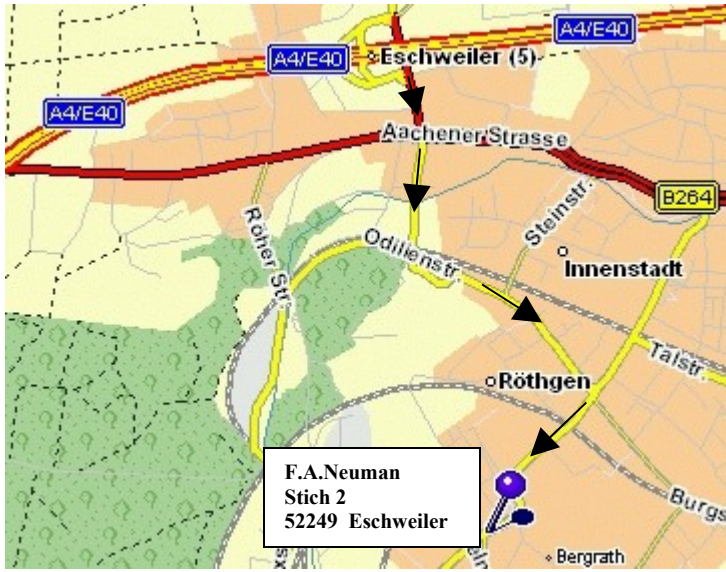 A4/E40
A4/E40
Eschweiler (5)
A4/E40
Aachener Strasse
B264
Röher Str.
Odilienstr.
Steinstr.
Innenstadt
Talstr.
Röthgen
F.A.Neuman
Stich 2
52249 Eschweiler
Burgs
Bergrath